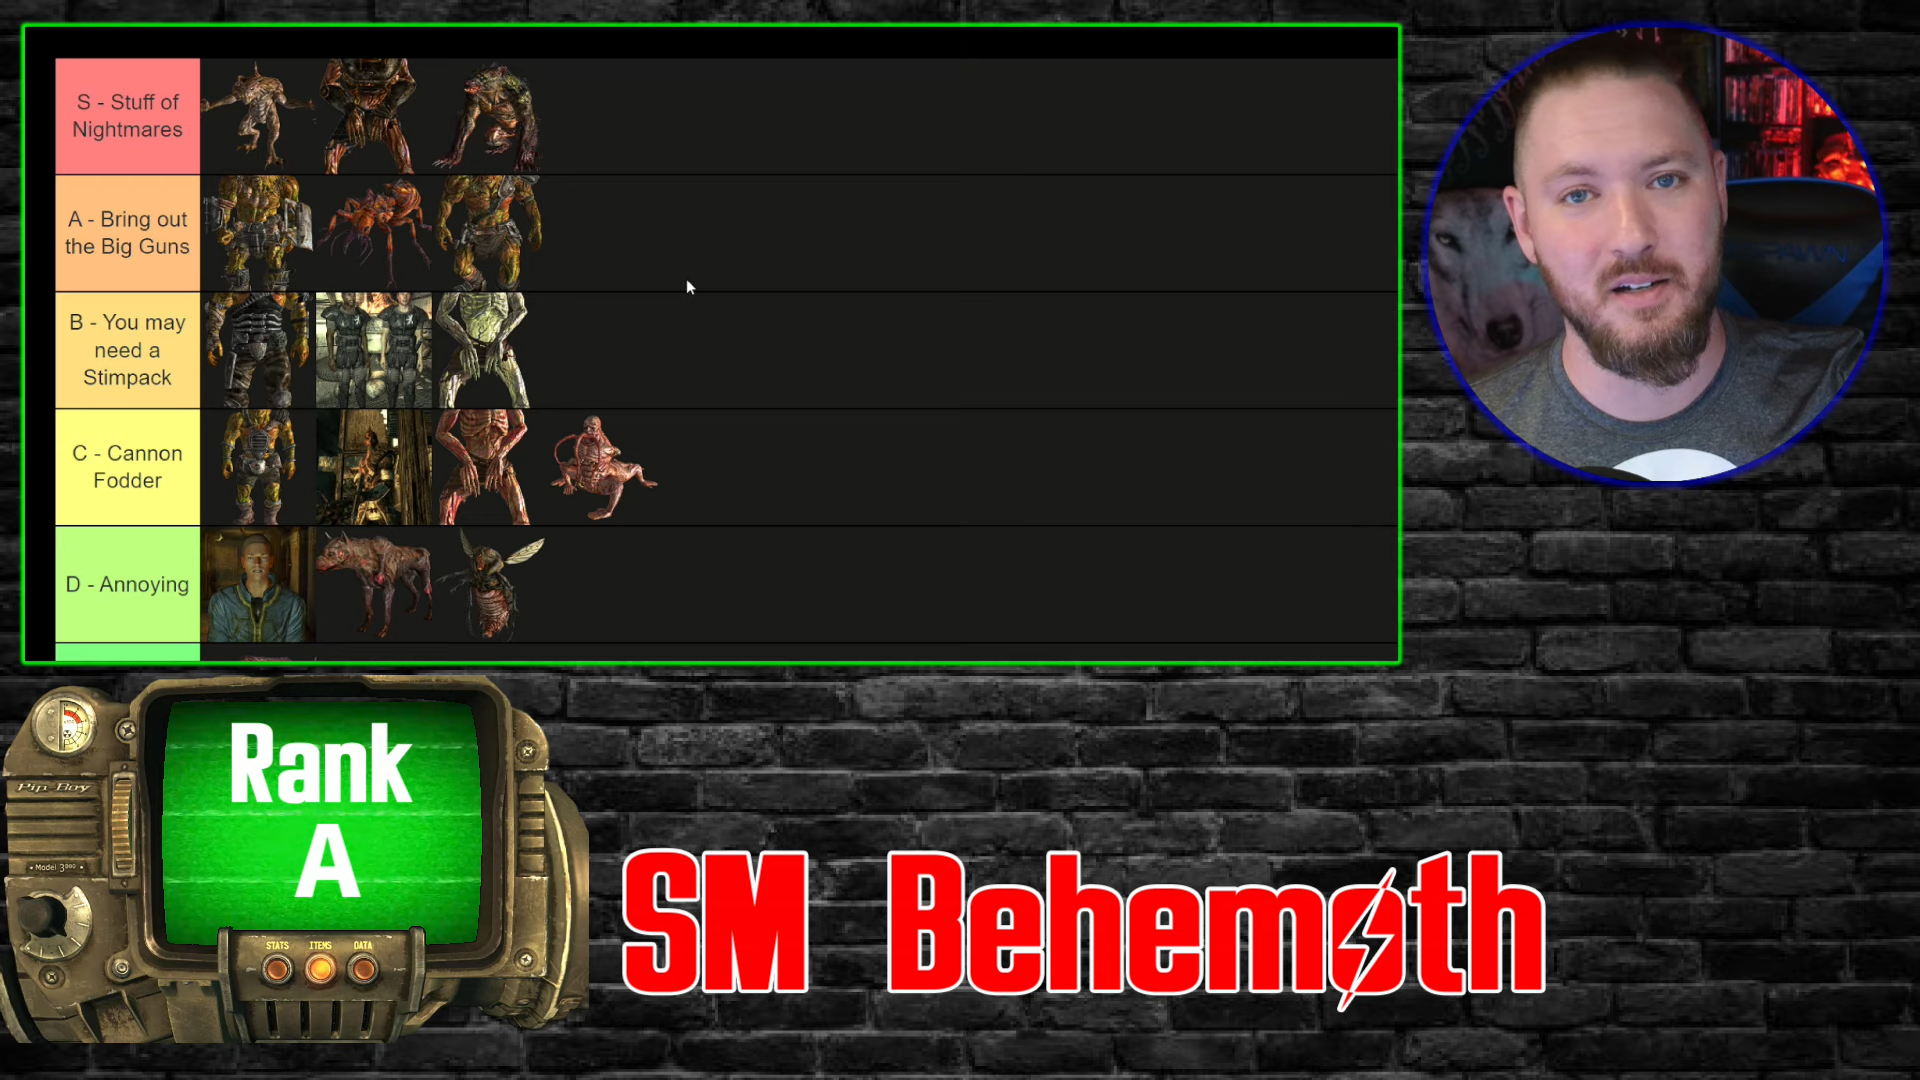 S - Stuff of
Nightmares
A - Bring out
the Big Guns
B - You may
need a
Stimpack
C - Cannon
Fodder
D - Annoying
Rank
A
Pip-Boy
• Model 3000 •
STATS ITEMS DATA
SM Behemoth